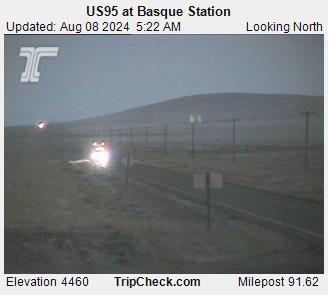 US95 at Basque Station
Updated: Aug 08 2024 5:22 AM Looking North
Elevation 4460 TripCheck.com Milepost 91.62